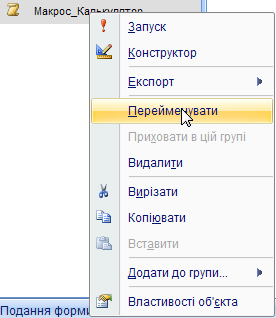 Макрос_Калькулятор
Запуск
Конструктор
Експорт
Перейменувати
Приховати в цій групі
Видалити
Вирізати
Копіювати
Вставити
Додати до групи...
Властивості об'єкта
Подання форми